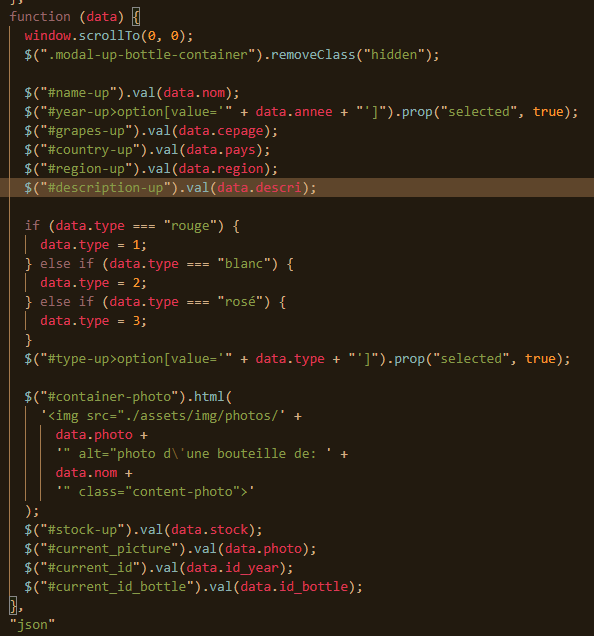 function (data) {
window.scrollTo(0, 0);
$(".modal-up-bottle-container").removeClass("hidden");
$("#name-up").val(data.nom);
$("#year-up>option[value='" + data.annee + "']").prop("selected", true);
$("#grapes-up").val(data.cepage);
$("#country-up").val(data.pays);
$("#region-up").val(data.region);
$("#description-up").val(data.descri);
if (data.type === "rouge") {
data.type = 1;
} else if (data.type === "blanc") {
data.type = 2;
} else if (data.type === "rosé") {
data.type = 3;
}
$("#type-up>option[value='" + data.type + "']").prop("selected", true);
$("#container-photo").html(
'<img src="./assets/img/photos/' +
data.photo +
'" alt="photo d\'une bouteille de: ' +
data.nom +
'" class="content-photo">'
);
$("#stock-up").val(data.stock);
$("#current_picture").val(data.photo);
$("#current_id").val(data.id_year);
$("#current_id_bottle").val(data.id_bottle);
},
"json"